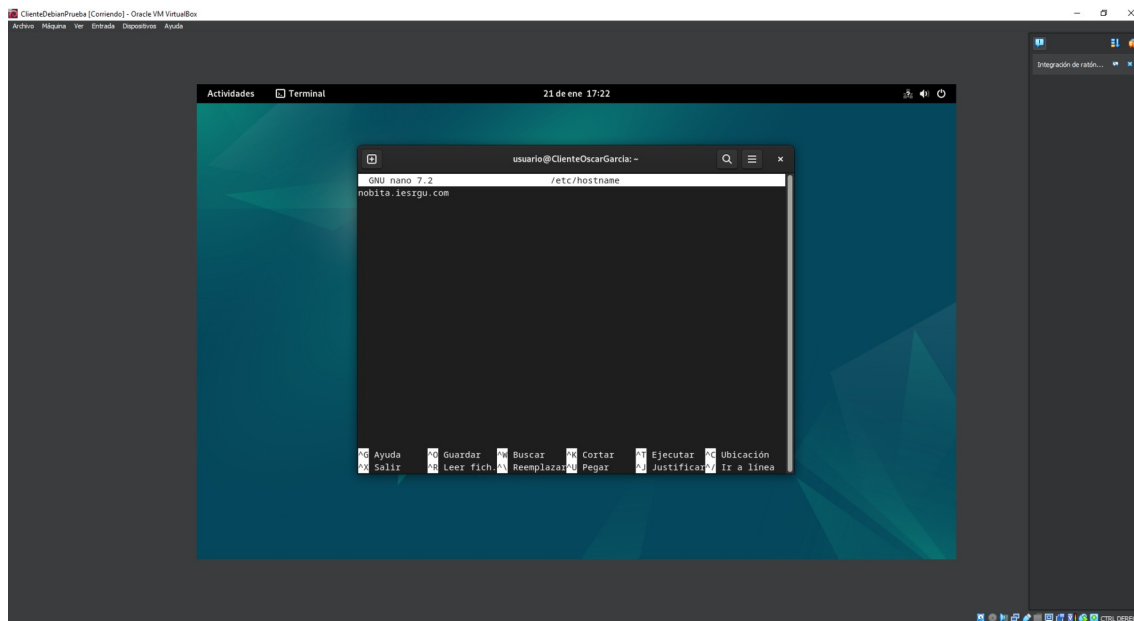 ClienteDebianPrueba [Corriendo] - Oracle VM VirtualBox
Archivo Máquina Ver Entrada Dispositivos Ayuda
Integración de ratón...
Actividades Terminal 21 de ene 17:22
usuario@ClienteOscarGarcia: ~
GNU nano 7.2 /etc/hostname
nobita.iesrgu.com
^G Ayuda ^O Guardar ^W Buscar ^K Cortar ^T Ejecutar ^C Ubicación
^X Salir ^R Leer fich. ^\ Reemplazar ^U Pegar ^J Justificar ^/ Ir a línea
CTRL DEREC